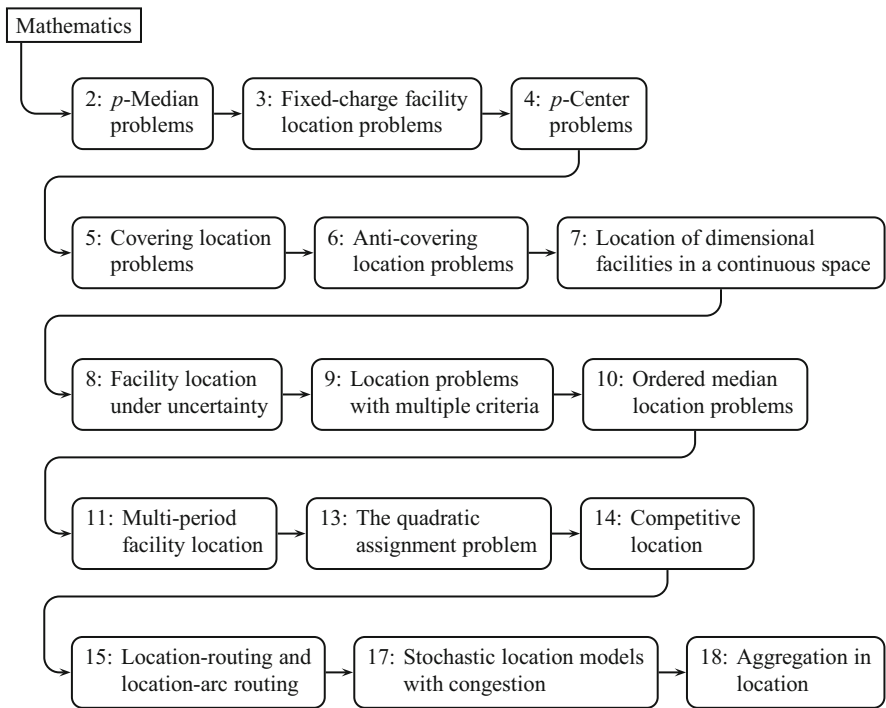 Mathematics
2: p-Median
problems
3: Fixed-charge facility
location problems
4: p-Center
problems
5: Covering location
problems
6: Anti-covering
location problems
7: Location of dimensional
facilities in a continuous space
8: Facility location
under uncertainty
9: Location problems
with multiple criteria
10: Ordered median
location problems
11: Multi-period
facility location
13: The quadratic
assignment problem
14: Competitive
location
15: Location-routing and
location-arc routing
17: Stochastic location models
with congestion
18: Aggregation in
location